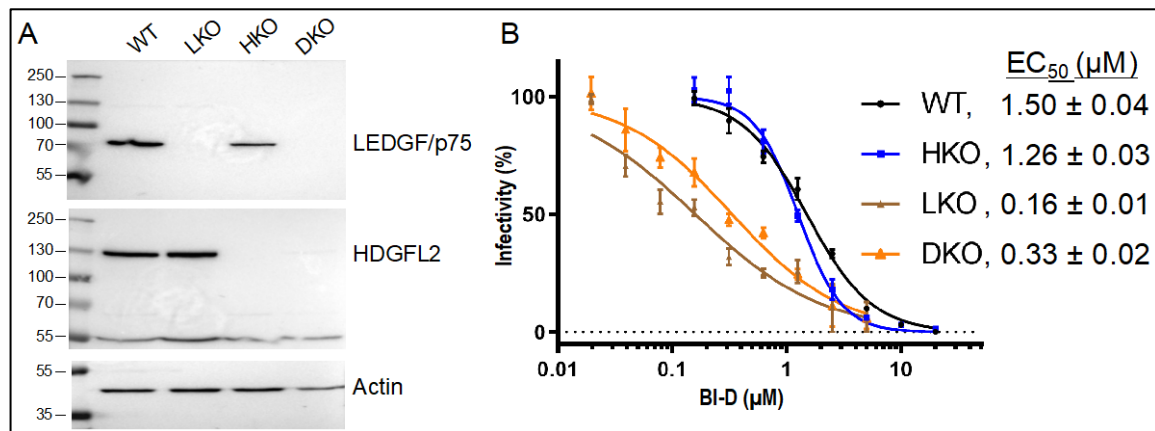 A
WT LKO HKO DKO
250
130
100
70
55
LEDGF/p75
250
130
100
70
55
HDGFL2
55
35
Actin
B
100
50
0
Infectivity (%)
0.01 0.1 1 10
BI-D (µM)
EC50 (µM)
WT, 1.50 ± 0.04
HKO, 1.26 ± 0.03
LKO, 0.16 ± 0.01
DKO, 0.33 ± 0.02